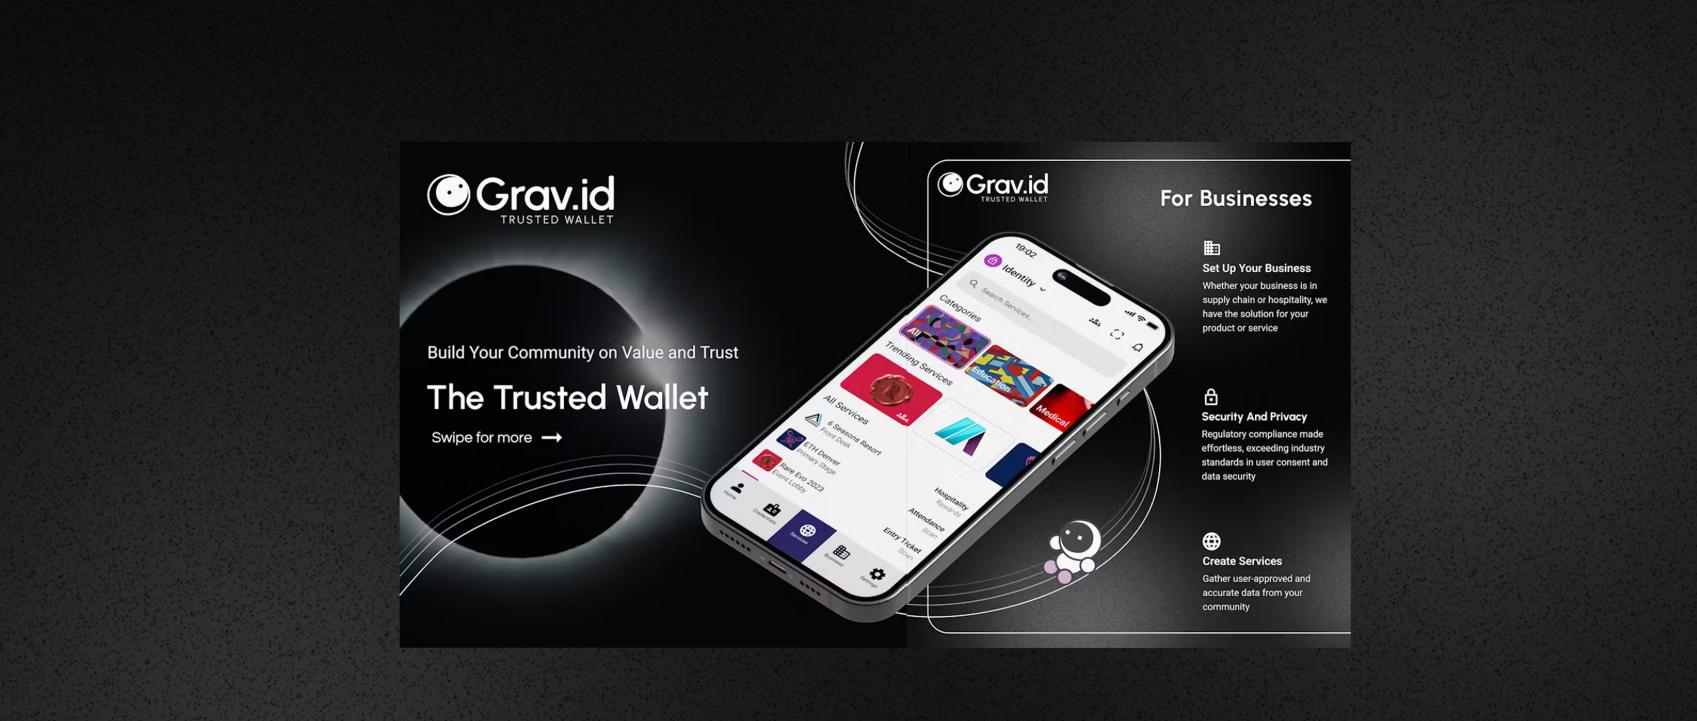 Grav.id
TRUSTED WALLET
Build Your Community on Value and Trust
The Trusted Wallet
Swipe for more
19:02
Identity
Search Services...
Categories
All
Education
Medical
Trending Services
All Services
6 Seasons Resort
Front Desk
Hospitality
Rewards
ETH Denver
Primary Stage
Attendance
Scan
Rare Evo 2023
Event Lobby
Entry Ticket
Scan
Home
Credentials
Services
Business
Settings
Grav.id
TRUSTED WALLET
For Businesses
Set Up Your Business
Whether your business is in
supply chain or hospitality, we
have the solution for your
product or service
Security And Privacy
Regulatory compliance made
effortless, exceeding industry
standards in user consent and
data security
Create Services
Gather user-approved and
accurate data from your
community